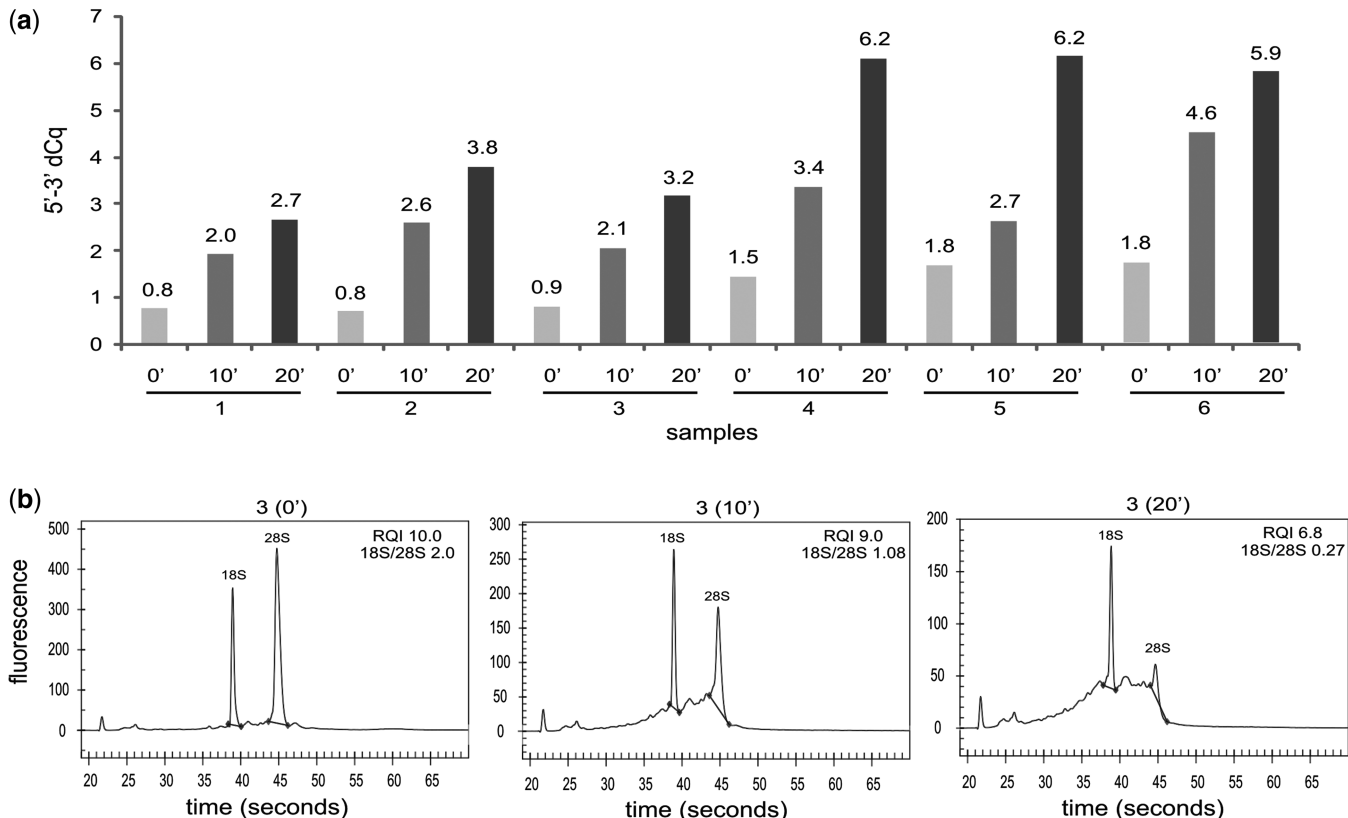 (a)
5'-3' dCq
7
6
5
4
3
2
1
0
0.8
2.0
2.7
0.8
2.6
3.8
0.9
2.1
3.2
1.5
3.4
6.2
1.8
2.7
6.2
1.8
4.6
5.9
0' 10' 20' 0' 10' 20' 0' 10' 20' 0' 10' 20' 0' 10' 20' 0' 10' 20'
1 2 3 4 5 6
samples
(b)
3 (0')
fluorescence
500
400
300
200
100
0
RQI 10.0
18S/28S 2.0
18S
28S
20 25 30 35 40 45 50 55 60 65
time (seconds)
3 (10')
300
250
200
150
100
50
0
RQI 9.0
18S/28S 1.08
18S
28S
20 25 30 35 40 45 50 55 60 65
time (seconds)
3 (20')
200
150
100
50
0
RQI 6.8
18S/28S 0.27
18S
28S
20 25 30 35 40 45 50 55 60 65
time (seconds)